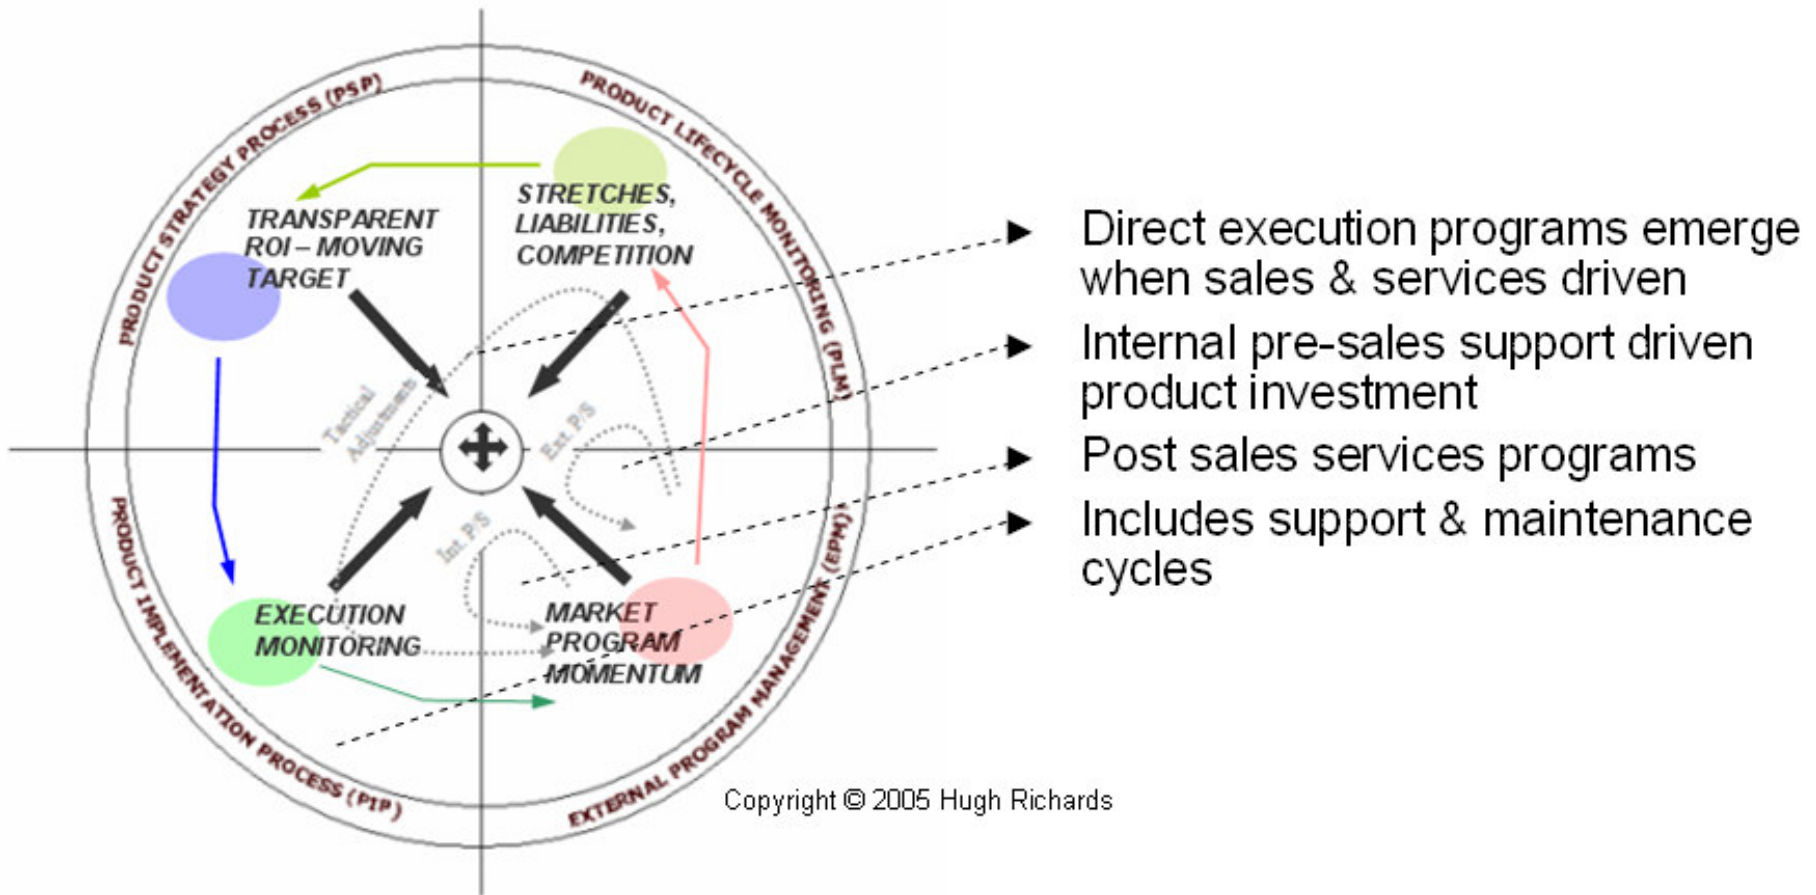 PRODUCT STRATEGY PROCESS (PSP)
PRODUCT LIFECYCLE MONITORING (PLM)
TRANSPARENT
ROI – MOVING
TARGET
STRETCHES,
LIABILITIES,
COMPETITION
Tactical
Adjustment
Ext. P/S
Int. P/S
EXECUTION
MONITORING
MARKET
PROGRAM
MOMENTUM
PRODUCT IMPLEMENTATION PROCESS (PIP)
EXTERNAL PROGRAM MANAGEMENT (EPM)
Direct execution programs emerge
when sales & services driven
Internal pre-sales support driven
product investment
Post sales services programs
Includes support & maintenance
cycles
Copyright © 2005 Hugh Richards